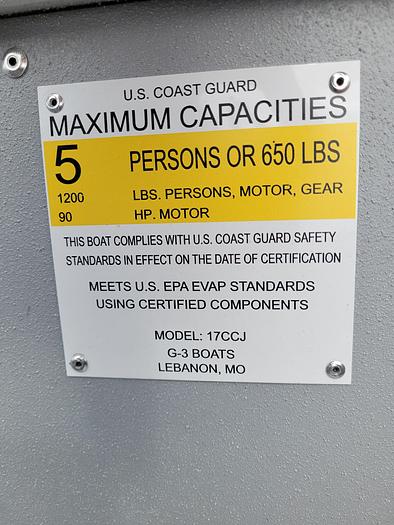 U.S. COAST GUARD
MAXIMUM CAPACITIES
5 PERSONS OR 650 LBS
1200 LBS. PERSONS, MOTOR, GEAR
90 HP. MOTOR
THIS BOAT COMPLIES WITH U.S. COAST GUARD SAFETY
STANDARDS IN EFFECT ON THE DATE OF CERTIFICATION
MEETS U.S. EPA EVAP STANDARDS
USING CERTIFIED COMPONENTS
MODEL: 17CCJ
G-3 BOATS
LEBANON, MO